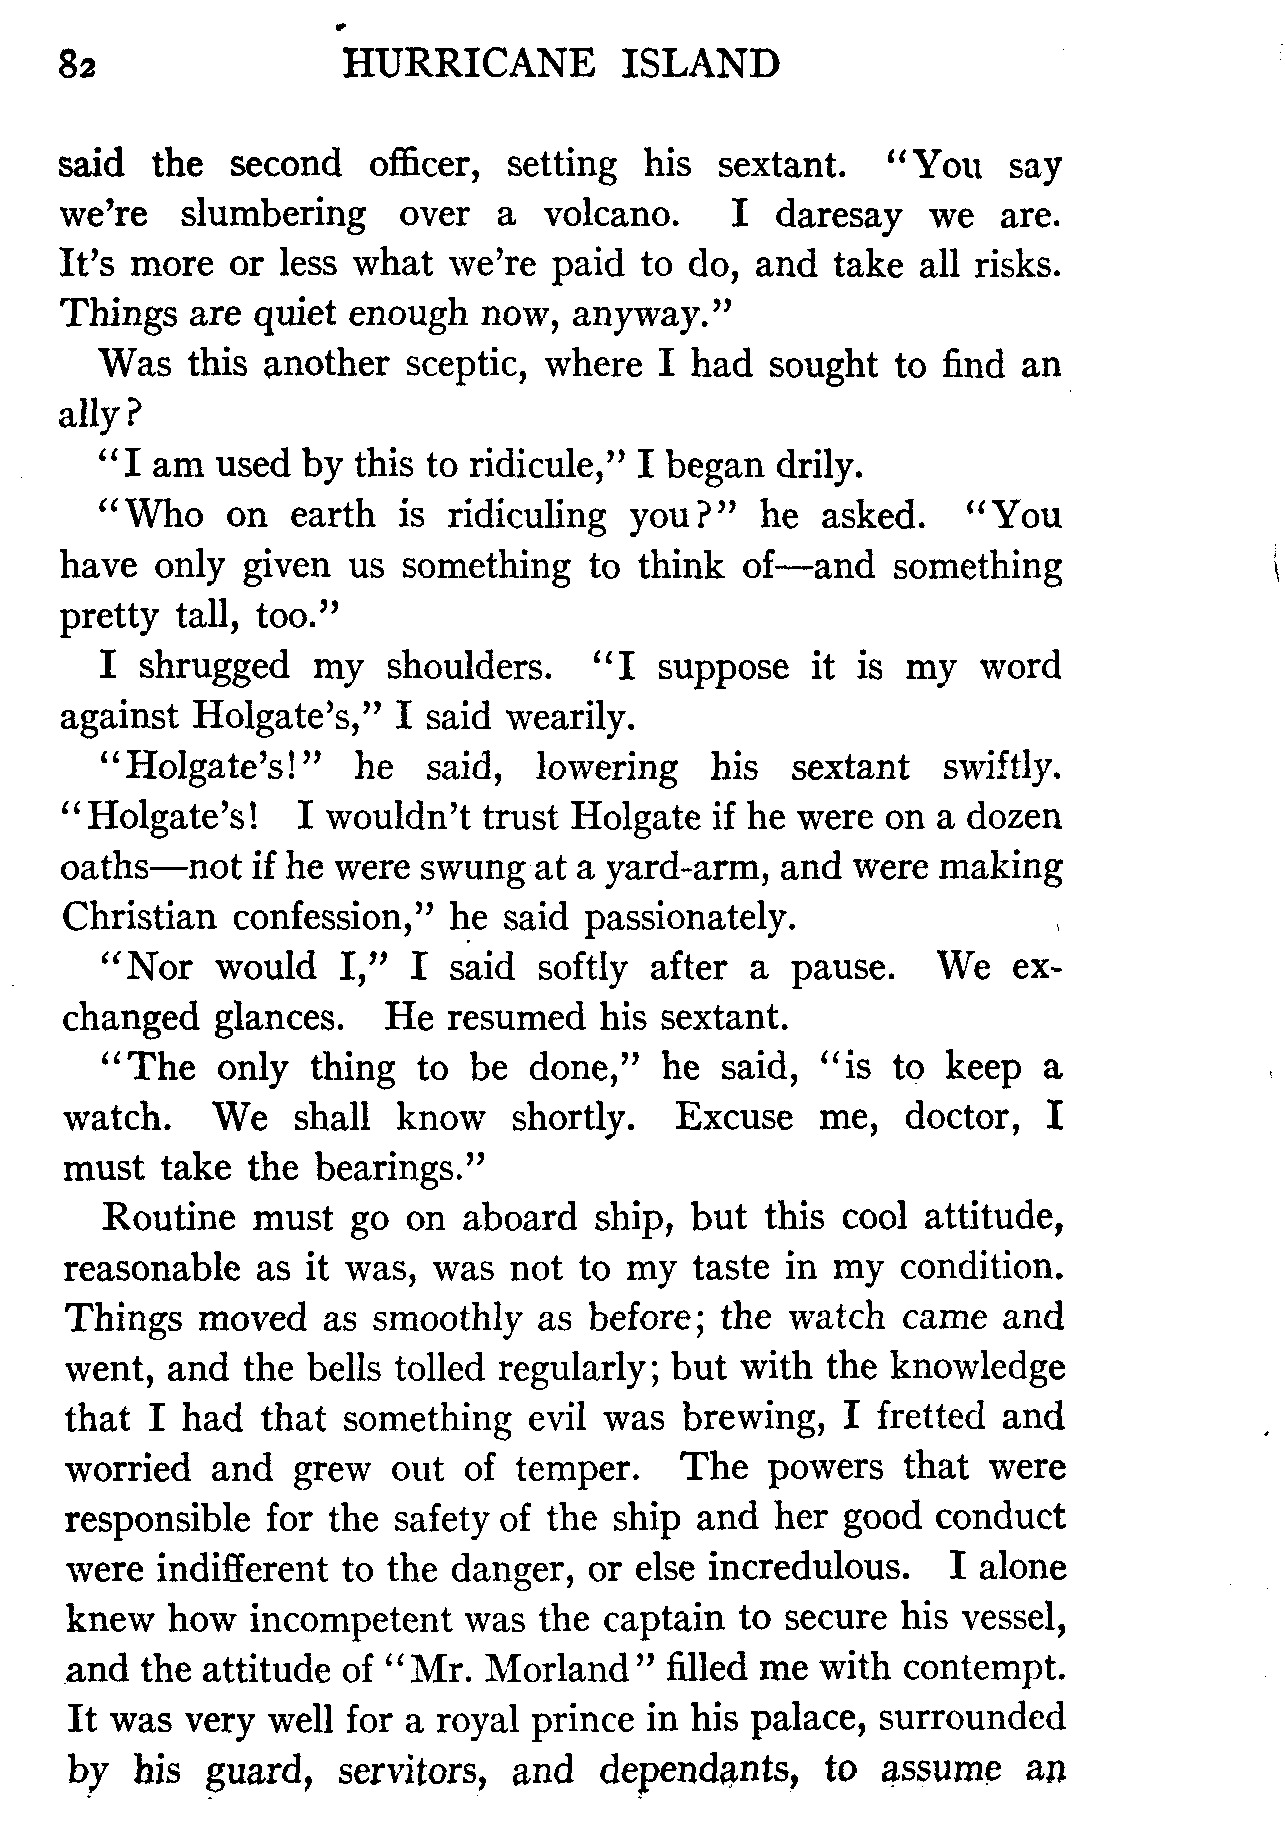 82 HURRICANE ISLAND
said the second officer, setting his sextant. "You say
we're slumbering over a volcano. I daresay we are.
It's more or less what we're paid to do, and take all risks.
Things are quiet enough now, anyway."
Was this another sceptic, where I had sought to find an
ally?
"I am used by this to ridicule," I began drily.
"Who on earth is ridiculing you?" he asked. "You
have only given us something to think of—and something
pretty tall, too."
I shrugged my shoulders. "I suppose it is my word
against Holgate's," I said wearily.
"Holgate's!" he said, lowering his sextant swiftly.
"Holgate's! I wouldn't trust Holgate if he were on a dozen
oaths—not if he were swung at a yard-arm, and were making
Christian confession," he said passionately.
"Nor would I," I said softly after a pause. We ex-
changed glances. He resumed his sextant.
"The only thing to be done," he said, "is to keep a
watch. We shall know shortly. Excuse me, doctor, I
must take the bearings."
Routine must go on aboard ship, but this cool attitude,
reasonable as it was, was not to my taste in my condition.
Things moved as smoothly as before; the watch came and
went, and the bells tolled regularly; but with the knowledge
that I had that something evil was brewing, I fretted and
worried and grew out of temper. The powers that were
responsible for the safety of the ship and her good conduct
were indifferent to the danger, or else incredulous. I alone
knew how incompetent was the captain to secure his vessel,
and the attitude of "Mr. Morland" filled me with contempt.
It was very well for a royal prince in his palace, surrounded
by his guard, servitors, and dependants, to assume an